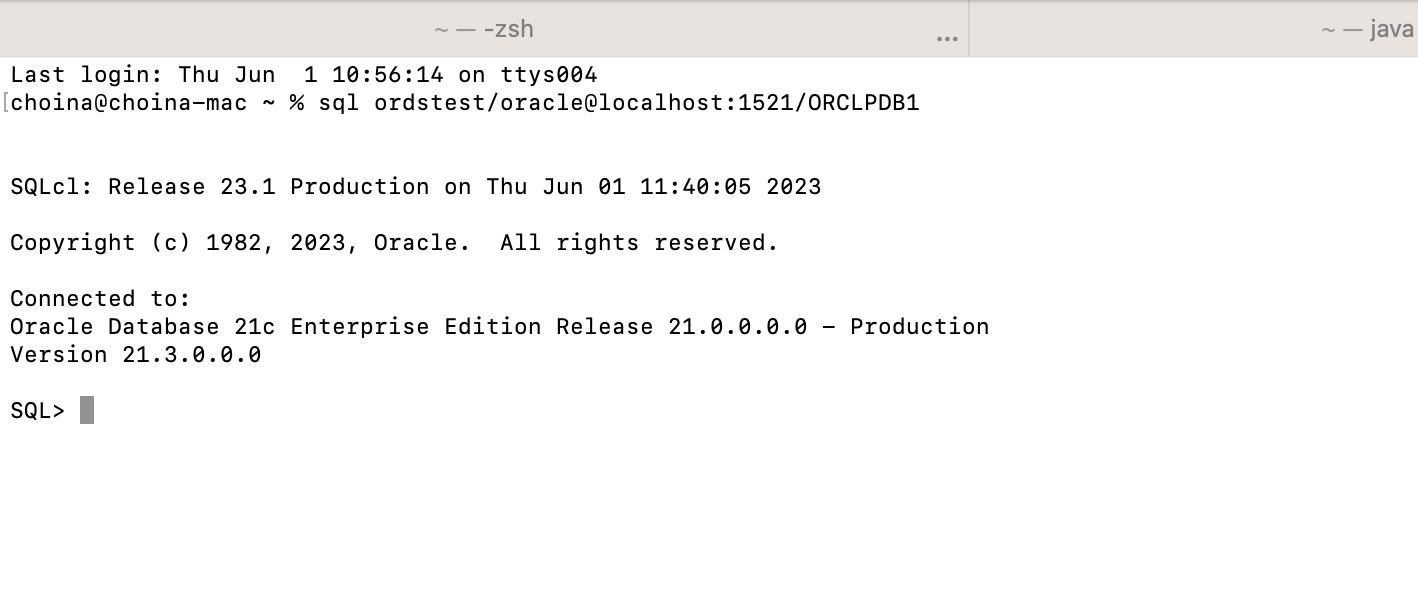 ~ — -zsh
...
~ — java
Last login: Thu Jun  1 10:56:14 on ttys004
[choina@choina-mac ~ % sql ordstest/oracle@localhost:1521/ORCLPDB1
SQLcl: Release 23.1 Production on Thu Jun 01 11:40:05 2023
Copyright (c) 1982, 2023, Oracle.  All rights reserved.
Connected to:
Oracle Database 21c Enterprise Edition Release 21.0.0.0.0 – Production
Version 21.3.0.0.0
SQL>